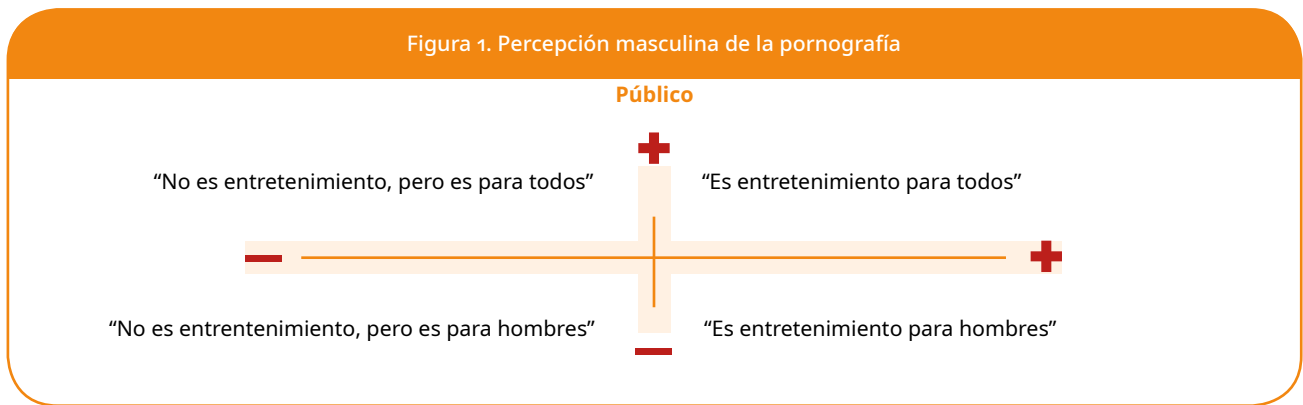 Figura 1. Percepción masculina de la pornografía
Público
“No es entretenimiento, pero es para todos”
“Es entretenimiento para todos”
“No es entrentenimiento, pero es para hombres”
“Es entretenimiento para hombres”